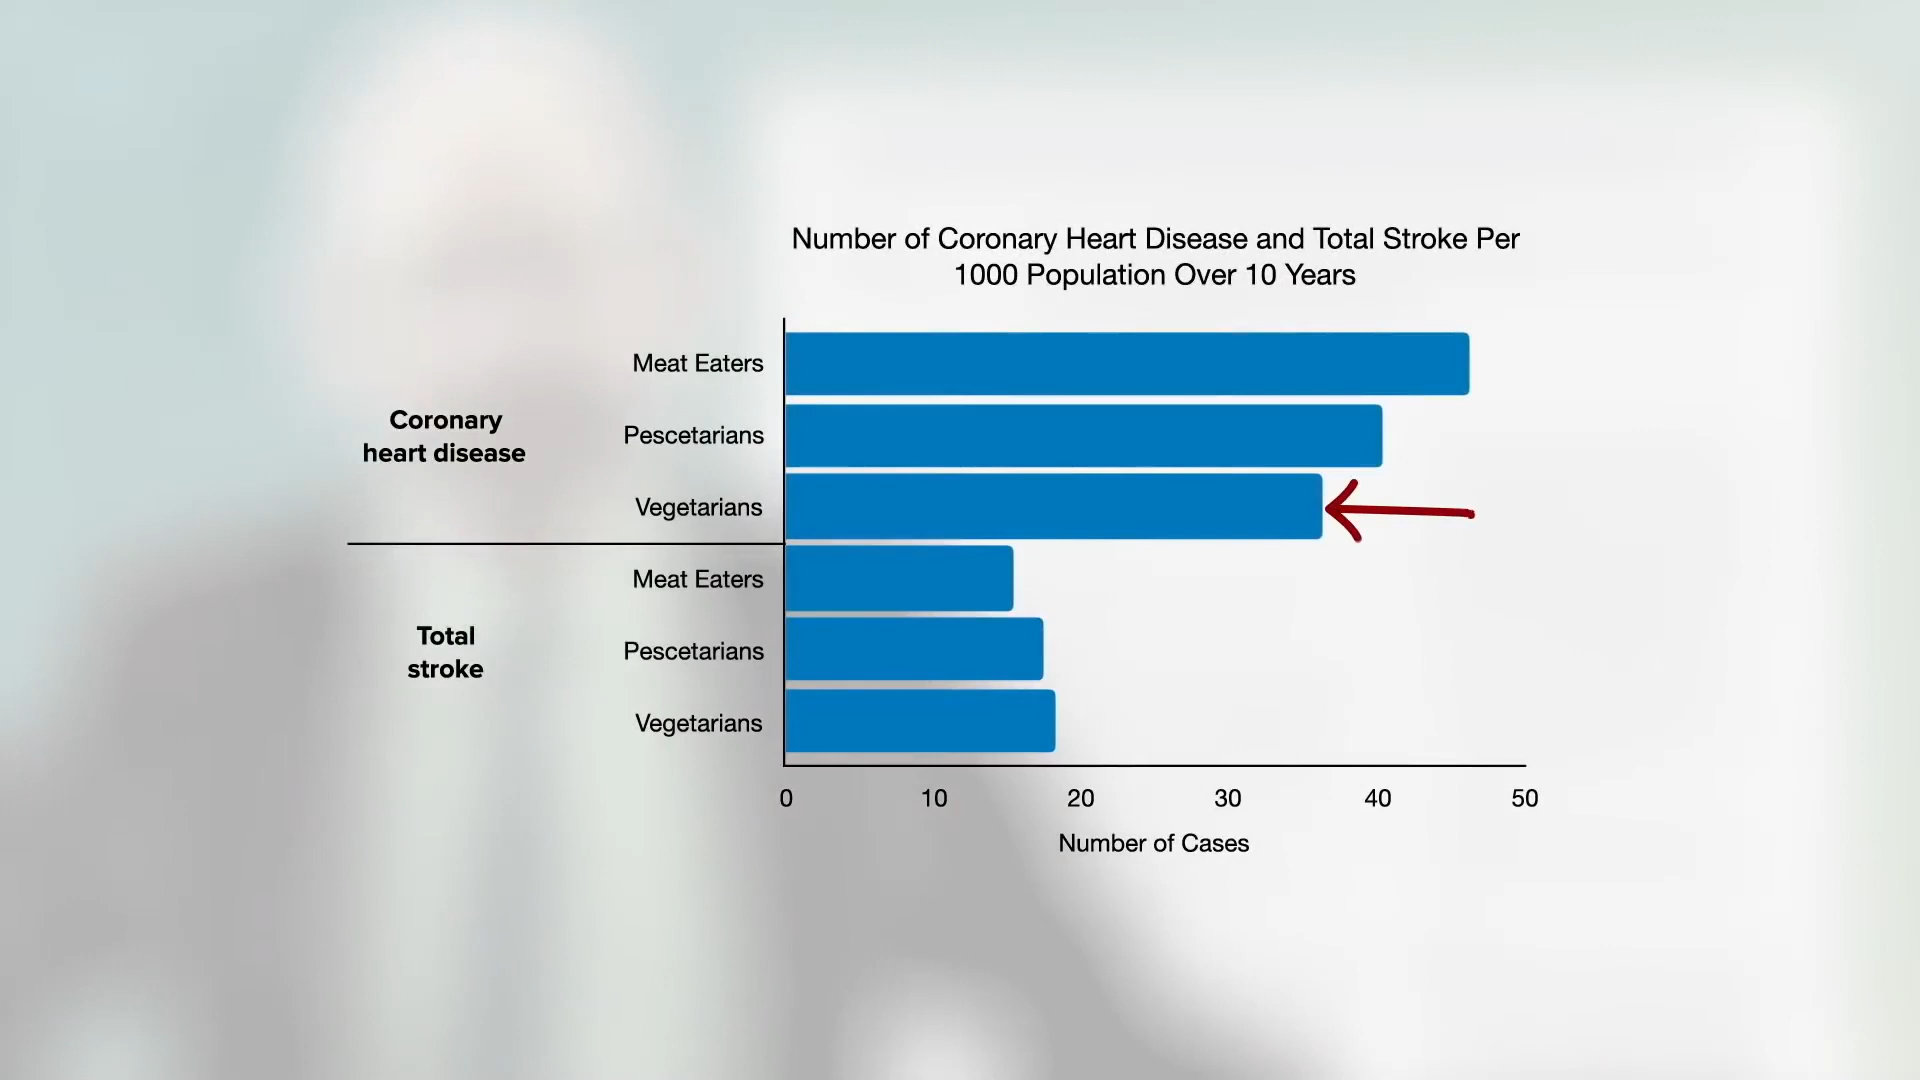 Number of Coronary Heart Disease and Total Stroke Per
1000 Population Over 10 Years
Coronary
heart disease
Meat Eaters
Pescetarians
Vegetarians
Total
stroke
Meat Eaters
Pescetarians
Vegetarians
0 10 20 30 40 50
Number of Cases